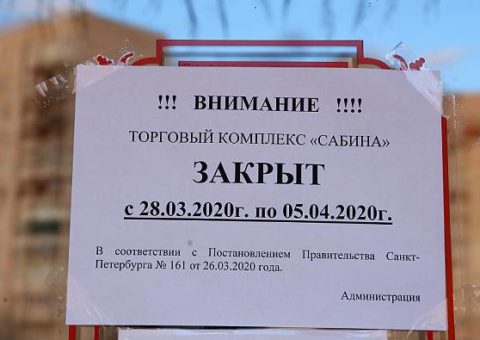 !!! ВНИМАНИЕ !!!!
ТОРГОВЫЙ КОМПЛЕКС «САБИНА»
ЗАКРЫТ
с 28.03.2020г. по 05.04.2020г.
В соответствии с Постановлением Правительства Санкт-
Петербурга № 161 от 26.03.2020 года.
Администрация